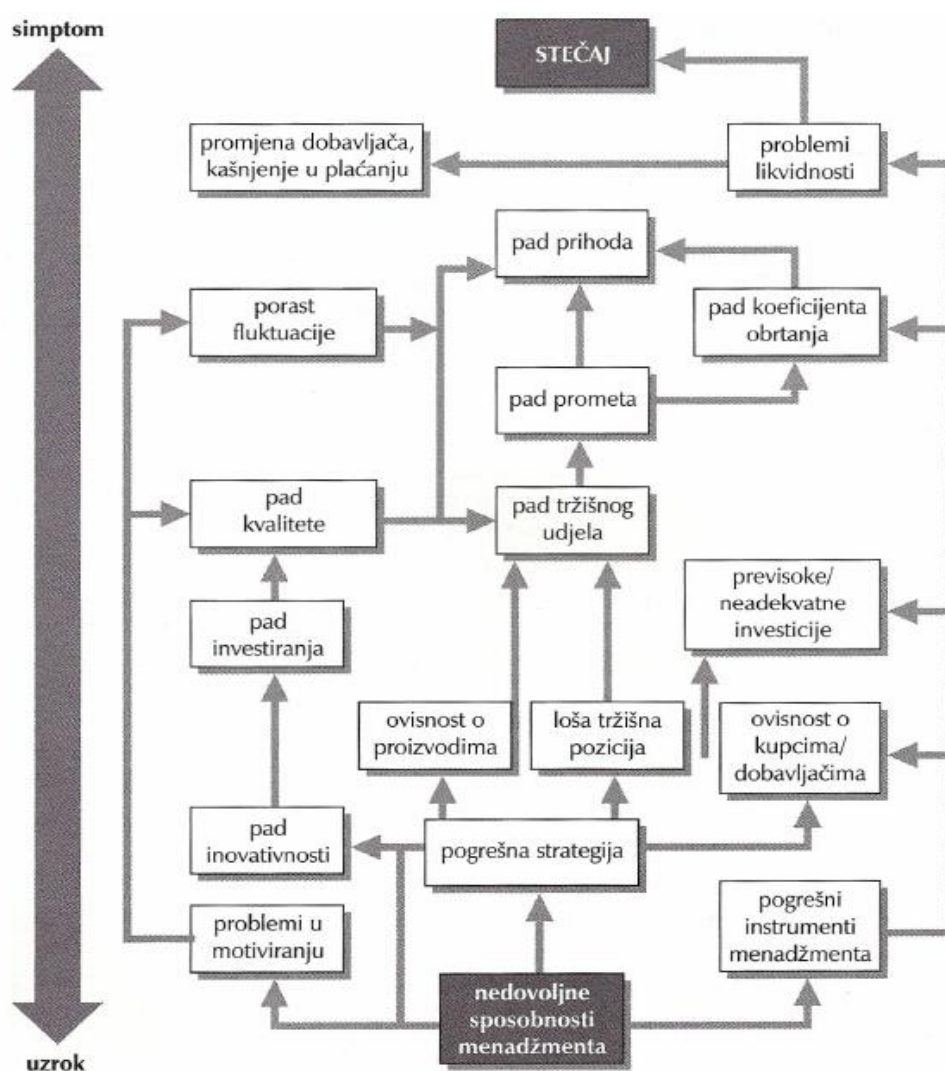 simptom
STEČAJ
promjena dobavljača,
kašnjenje u plaćanju
problemi
likvidnosti
pad prihoda
porast
fluktuacije
pad koeficijenta
obrtanja
pad prometa
pad
kvalitete
pad tržišnog
udjela
previsoke/
neadekvatne
investicije
pad
investiranja
ovisnost o
proizvodima
loša tržišna
pozicija
ovisnost o
kupcima/
dobavljačima
pad
inovativnosti
pogrešna strategija
problemi u
motiviranju
pogrešni
instrumenti
menadžmenta
nedovoljne
sposobnosti
menadžmenta
uzrok